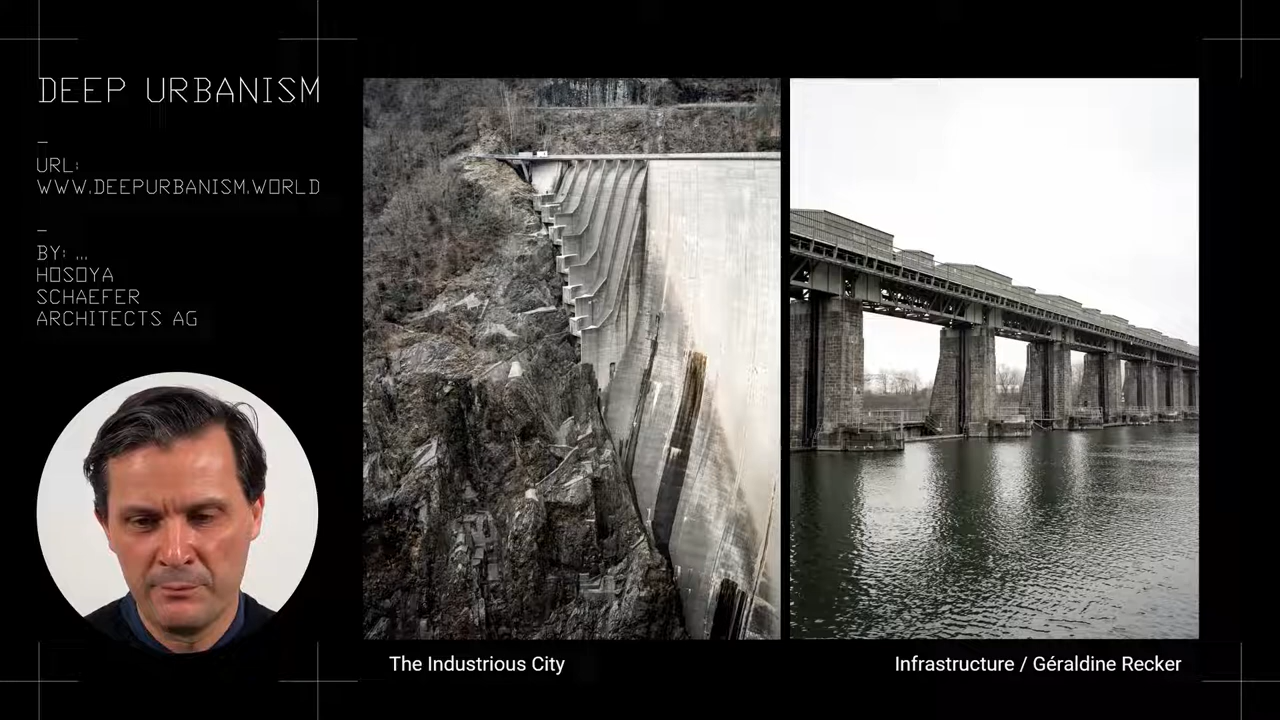 DEEP URBANISM
–
URL:
WWW.DEEPURBANISM.WORLD
–
BY: ...
HOSOYA
SCHAEFER
ARCHITECTS AG
The Industrious City
Infrastructure / Géraldine Recker